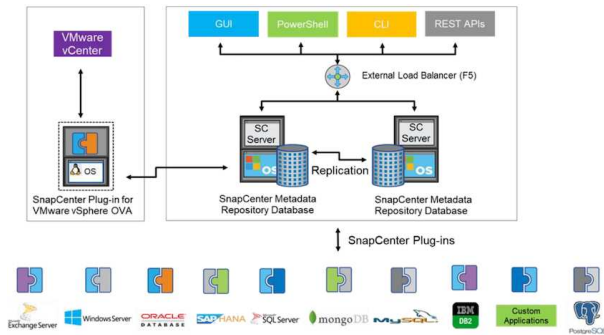 GUI
PowerShell
CLI
REST APIs
VMware
vCenter
External Load Balancer (F5)
SC
Server
OS
SC
Server
OS
Replication
OS
SnapCenter Plug-in for
VMware vSphere OVA
SnapCenter Metadata
Repository Database
SnapCenter Metadata
Repository Database
SnapCenter Plug-ins
Exchange Server
Windows Server
ORACLE
DATABASE
SAP HANA
SQL Server
mongoDB
MySQL
IBM
DB2
Custom
Applications
PostgreSQL